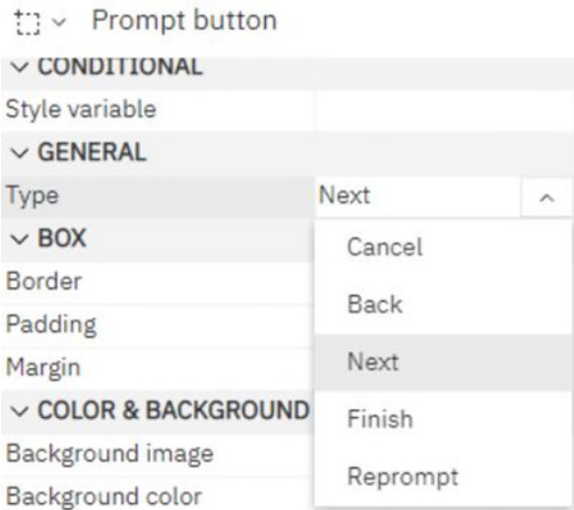 Prompt button
CONDITIONAL
Style variable
GENERAL
Type Next
BOX
Cancel
Border
Back
Padding
Margin
Next
COLOR & BACKGROUND
Finish
Background image
Reprompt
Background color